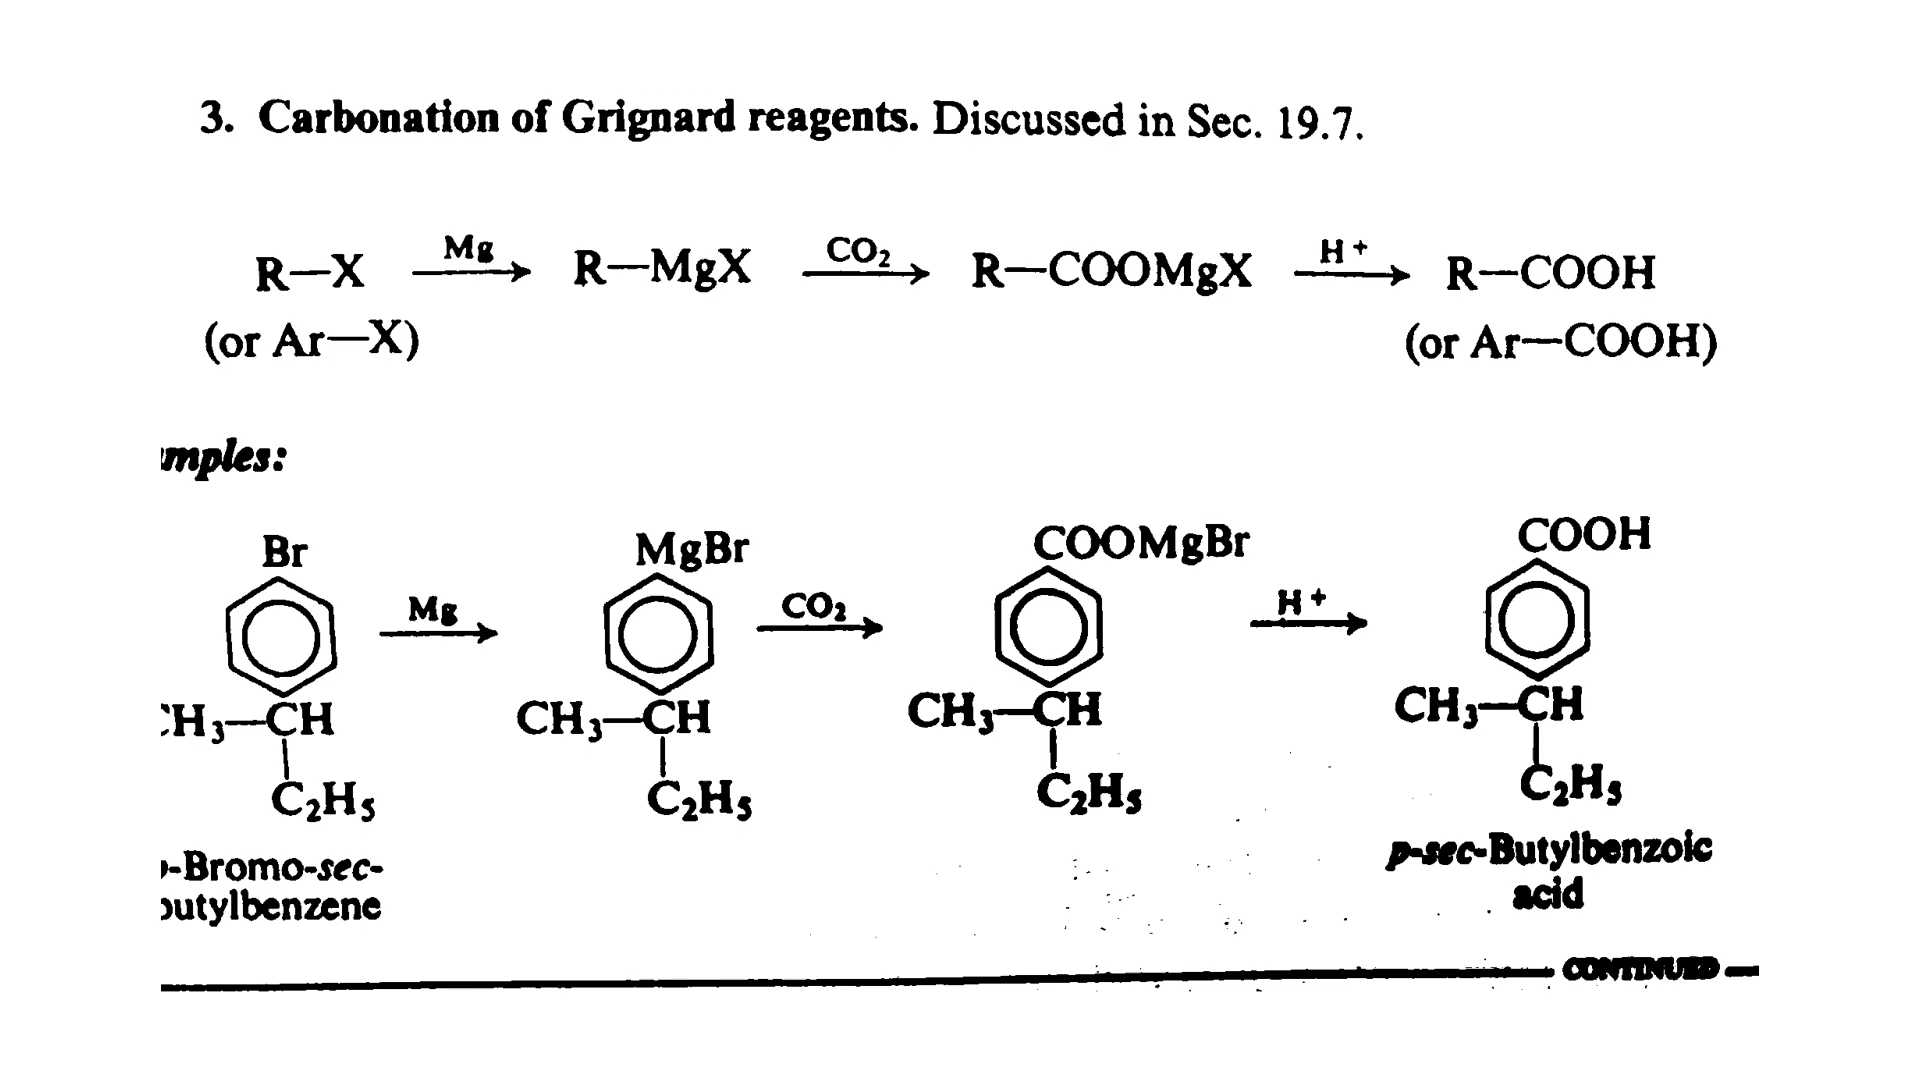 3. Carbonation of Grignard reagents. Discussed in Sec. 19.7.
R—X —Mg→ R—MgX —CO₂→ R—COOMgX —H⁺→ R—COOH
(or Ar—X) (or Ar—COOH)
mples:
Br MgBr COOMgBr COOH
Mg CO₂ H⁺
H₃—CH CH₃—CH CH₃—CH CH₃—CH
C₂H₅ C₂H₅ C₂H₅ C₂H₅
-Bromo-sec- p-sec-Butylbenzoic
utylbenzene acid
CONTINUED